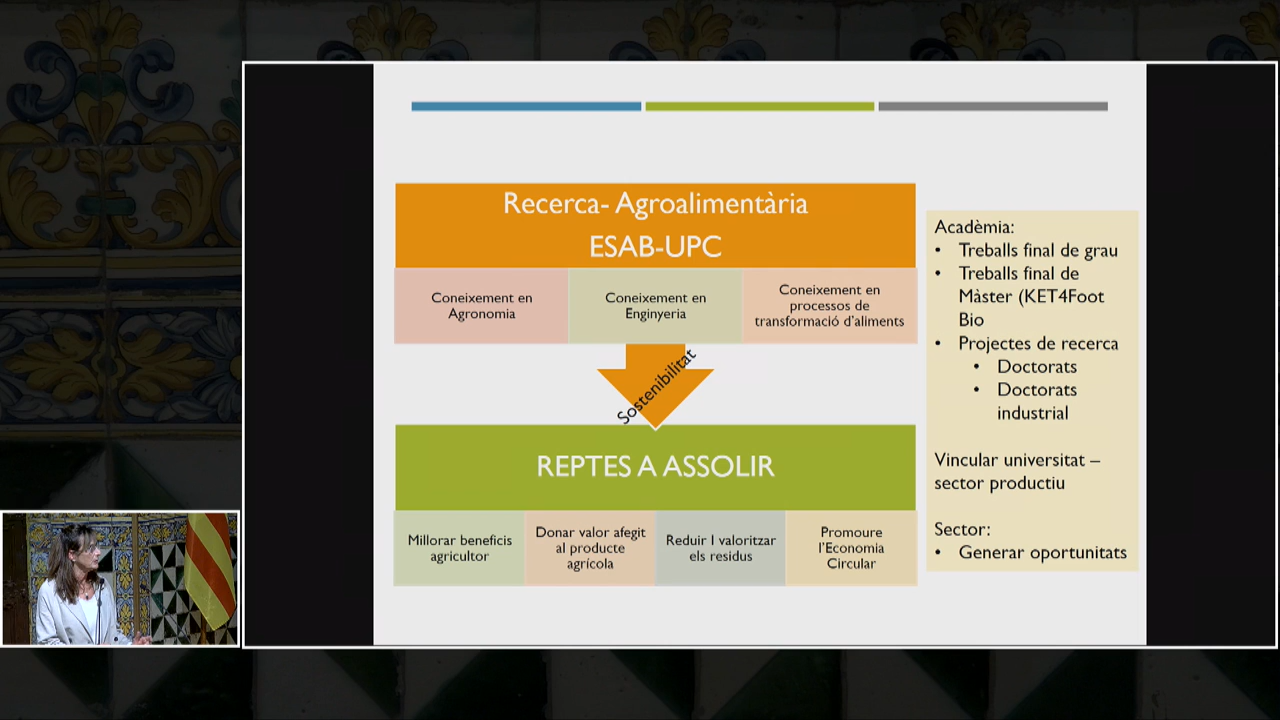 Recerca- Agroalimentària
ESAB-UPC
Coneixement en
Agronomia
Coneixement en
Enginyeria
Coneixement en
processos de
transformació d'aliments
Sostenibilitat
REPTES A ASSOLIR
Millorar beneficis
agricultor
Donar valor afegit
al producte
agrícola
Reduir I valoritzar
els residus
Promoure
l'Economia
Circular
Acadèmia:
• Treballs final de grau
• Treballs final de
Màster (KET4Foot
Bio
• Projectes de recerca
• Doctorats
• Doctorats
industrial
Vincular universitat –
sector productiu
Sector:
• Generar oportunitats